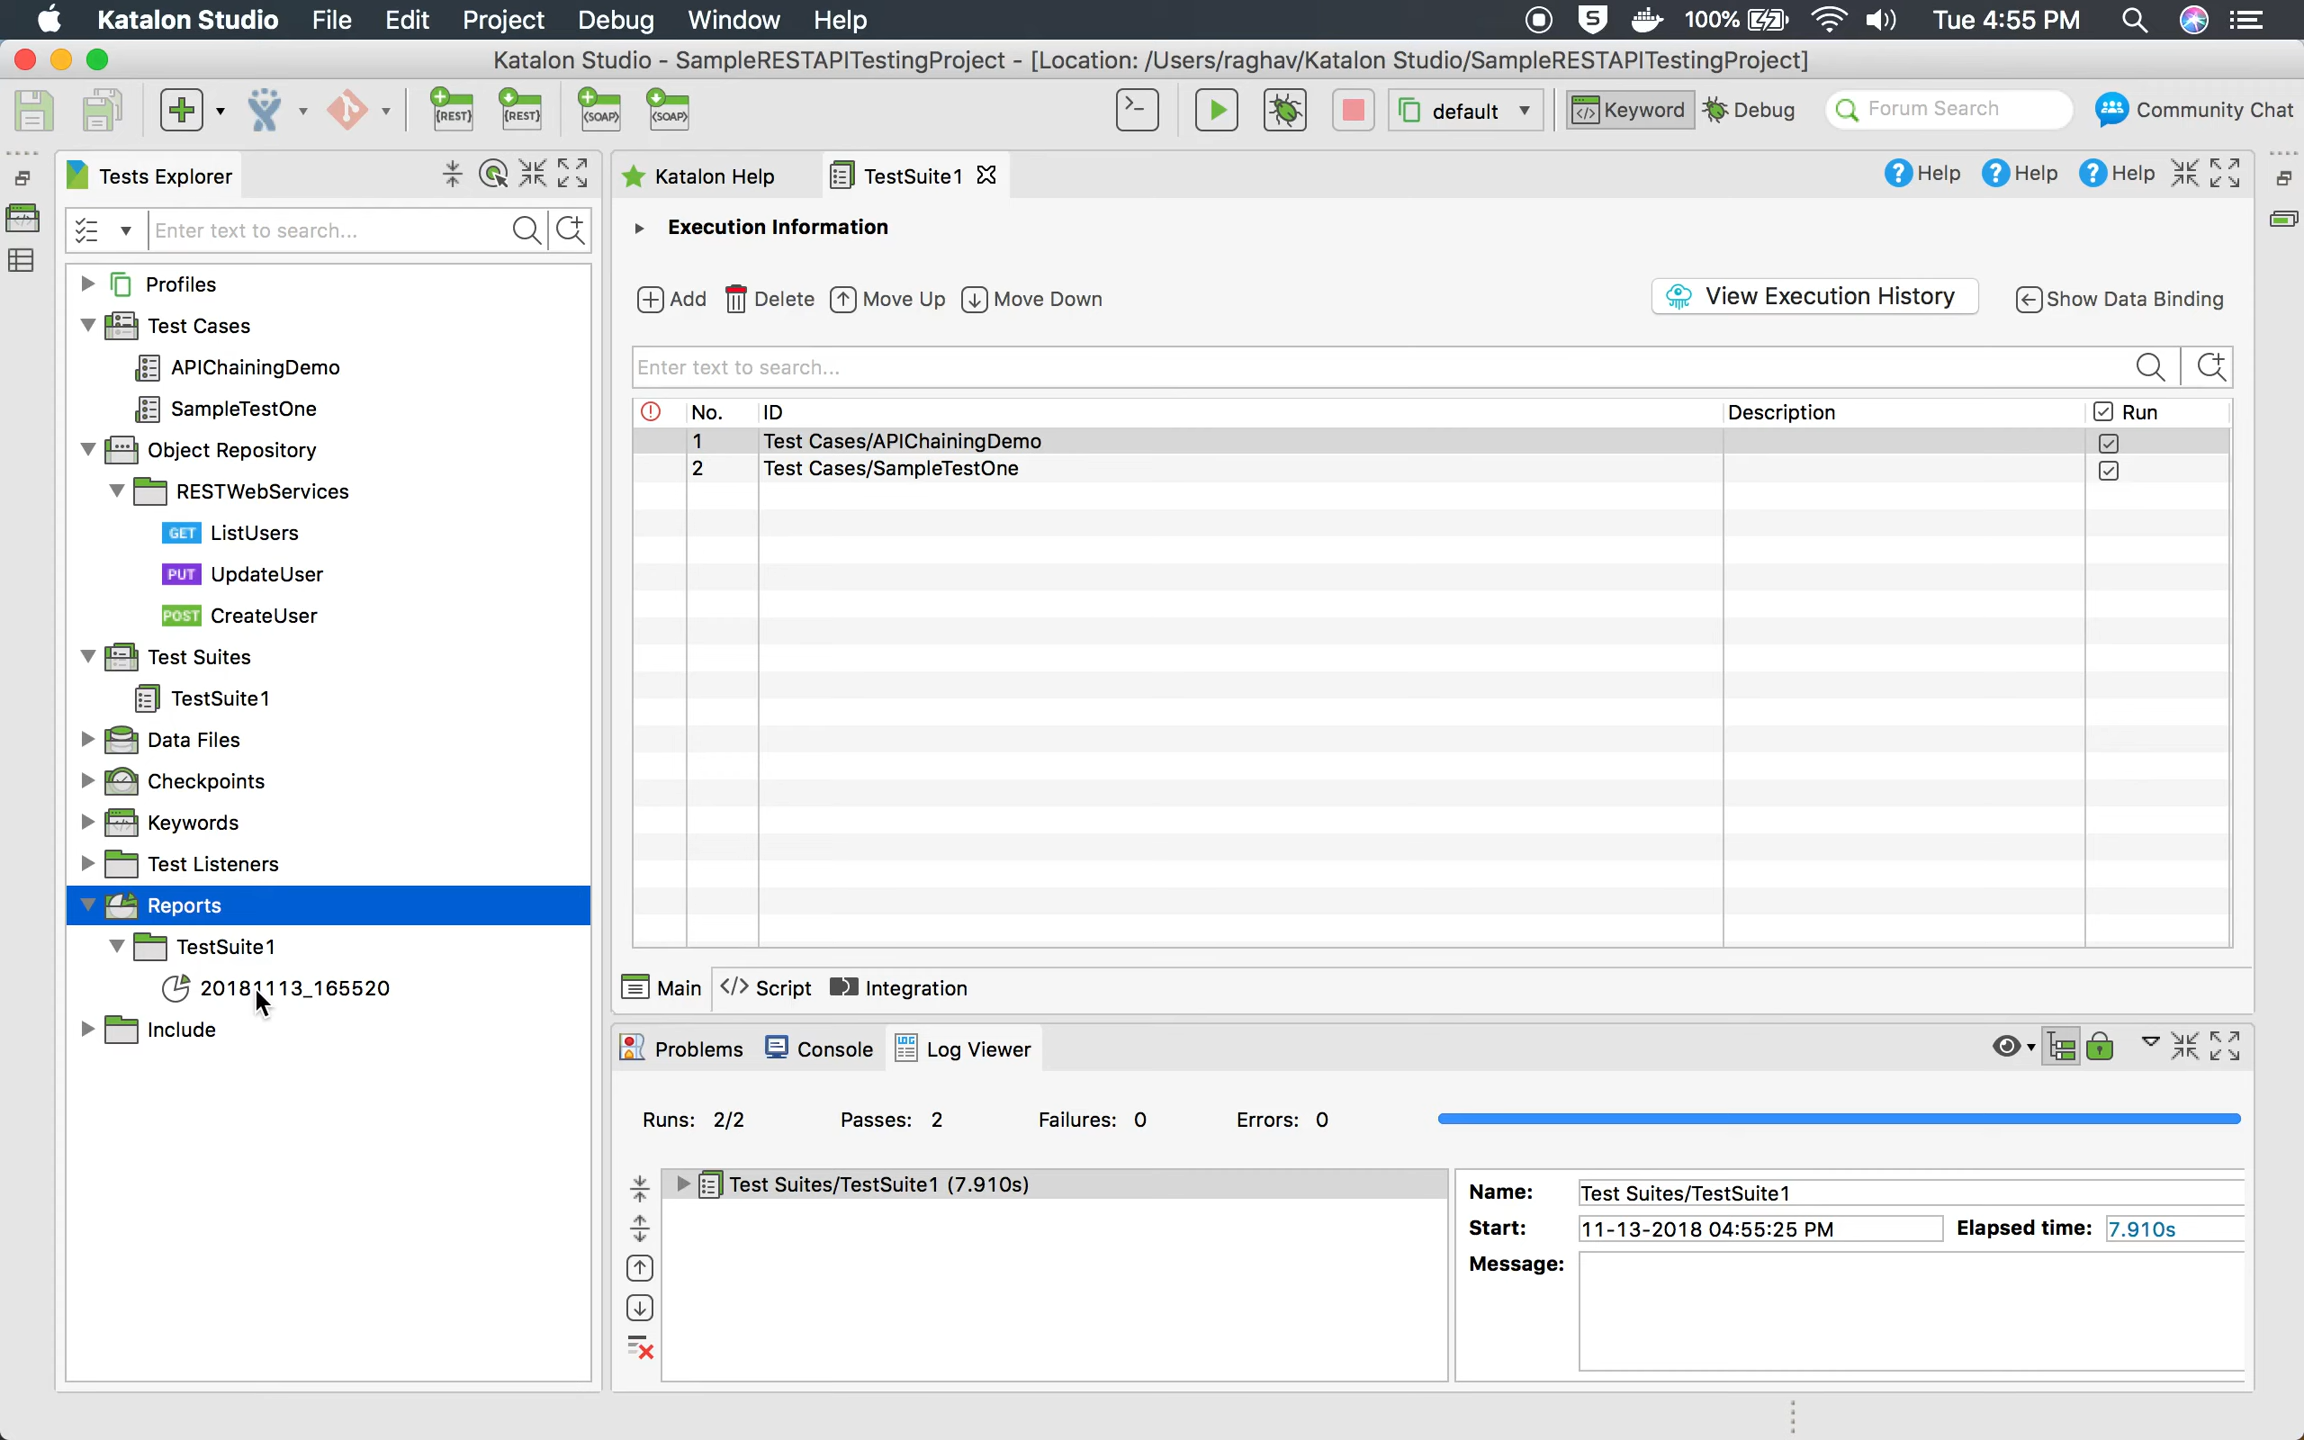 Katalon Studio File Edit Project Debug Window Help S 100% Tue 4:55 PM
Katalon Studio - SampleRESTAPITestingProject - [Location: /Users/raghav/Katalon Studio/SampleRESTAPITestingProject]
{REST} {REST} <SOAP> <SOAP> default Keyword Debug Forum Search Community Chat
Tests Explorer
Enter text to search...
Profiles
Test Cases
APIChainingDemo
SampleTestOne
Object Repository
RESTWebServices
GET ListUsers
PUT UpdateUser
POST CreateUser
Test Suites
TestSuite1
Data Files
Checkpoints
Keywords
Test Listeners
Reports
TestSuite1
20181113_165520
Include
Katalon Help TestSuite1 Help Help Help
Execution Information
Add Delete Move Up Move Down View Execution History Show Data Binding
Enter text to search...
No. ID Description Run
1 Test Cases/APIChainingDemo
2 Test Cases/SampleTestOne
Main Script Integration
Problems Console LOG Log Viewer
Runs: 2/2 Passes: 2 Failures: 0 Errors: 0
Test Suites/TestSuite1 (7.910s)
Name: Test Suites/TestSuite1
Start: 11-13-2018 04:55:25 PM Elapsed time: 7.910s
Message: